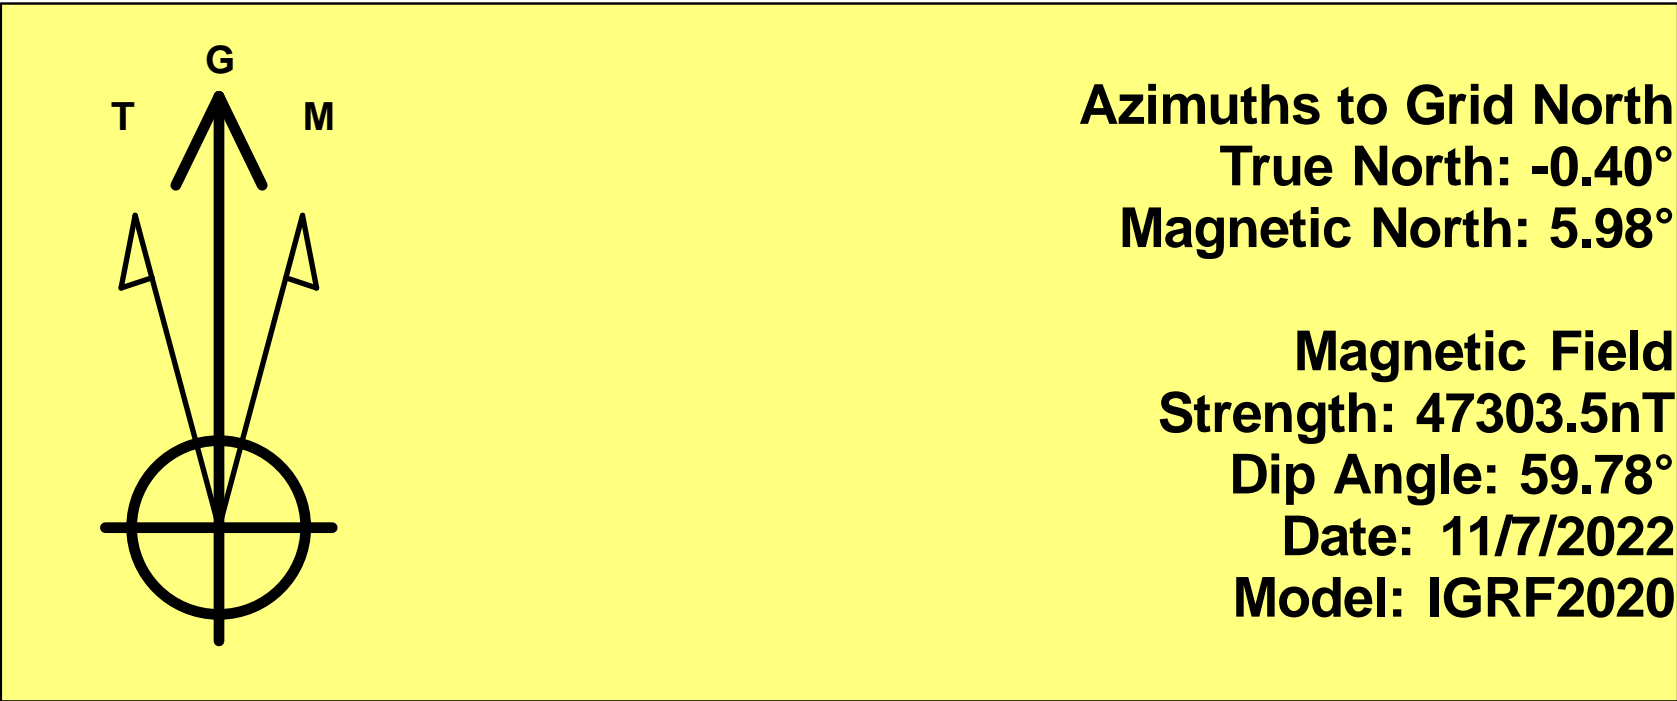 G
T
M
Azimuths to Grid North
True North: -0.40°
Magnetic North: 5.98°
Magnetic Field
Strength: 47303.5nT
Dip Angle: 59.78°
Date: 11/7/2022
Model: IGRF2020